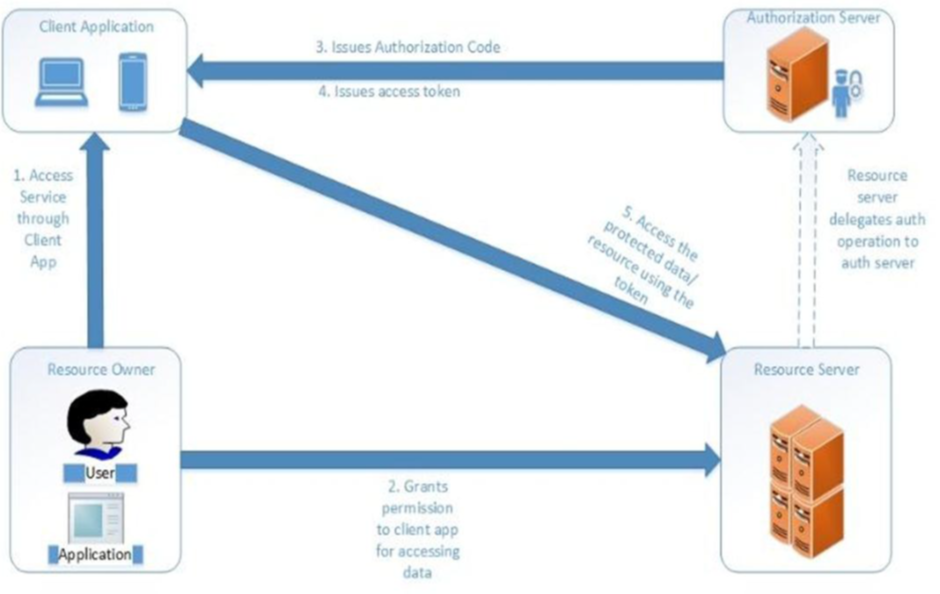 Client Application
Authorization Server
3. Issues Authorization Code
4. Issues access token
1. Access
Service
through
Client
App
5. Access the
protected data/
resource using the
token
Resource
server
delegates auth
operation to
auth server
Resource Owner
User
Application
2. Grants
permission
to client app
for accessing
data
Resource Server